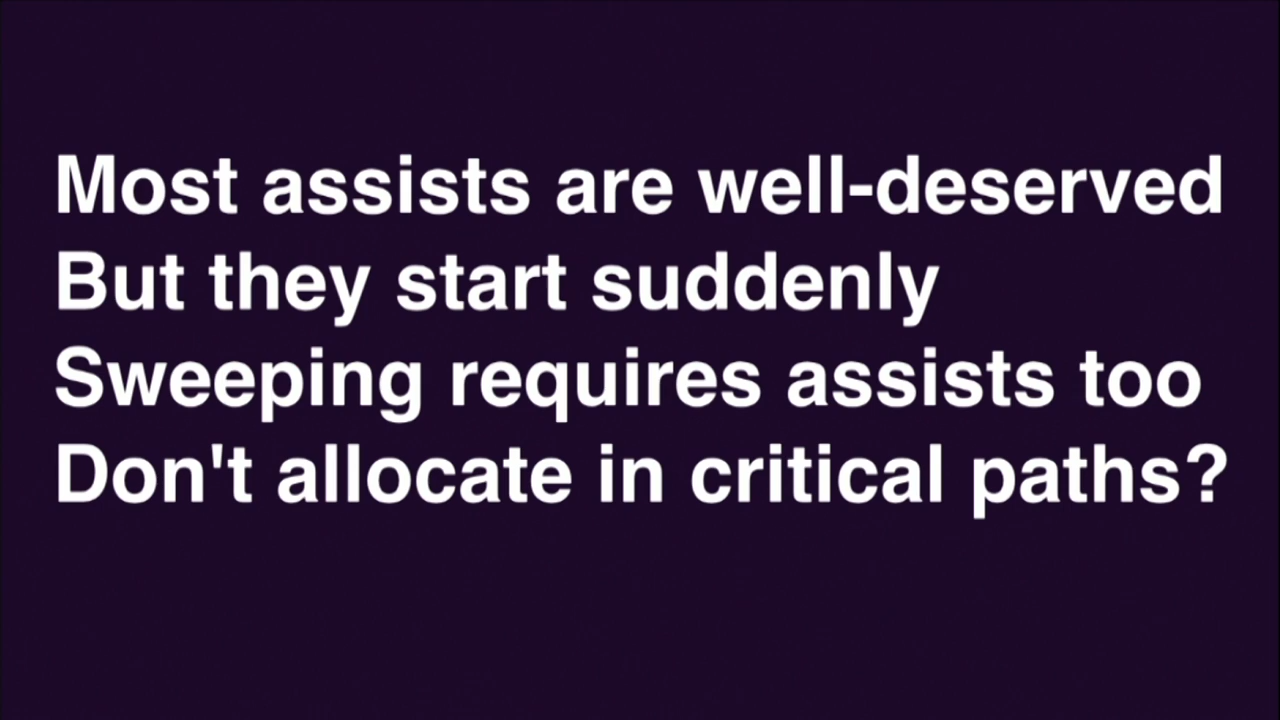 Most assists are well-deserved
But they start suddenly
Sweeping requires assists too
Don't allocate in critical paths?